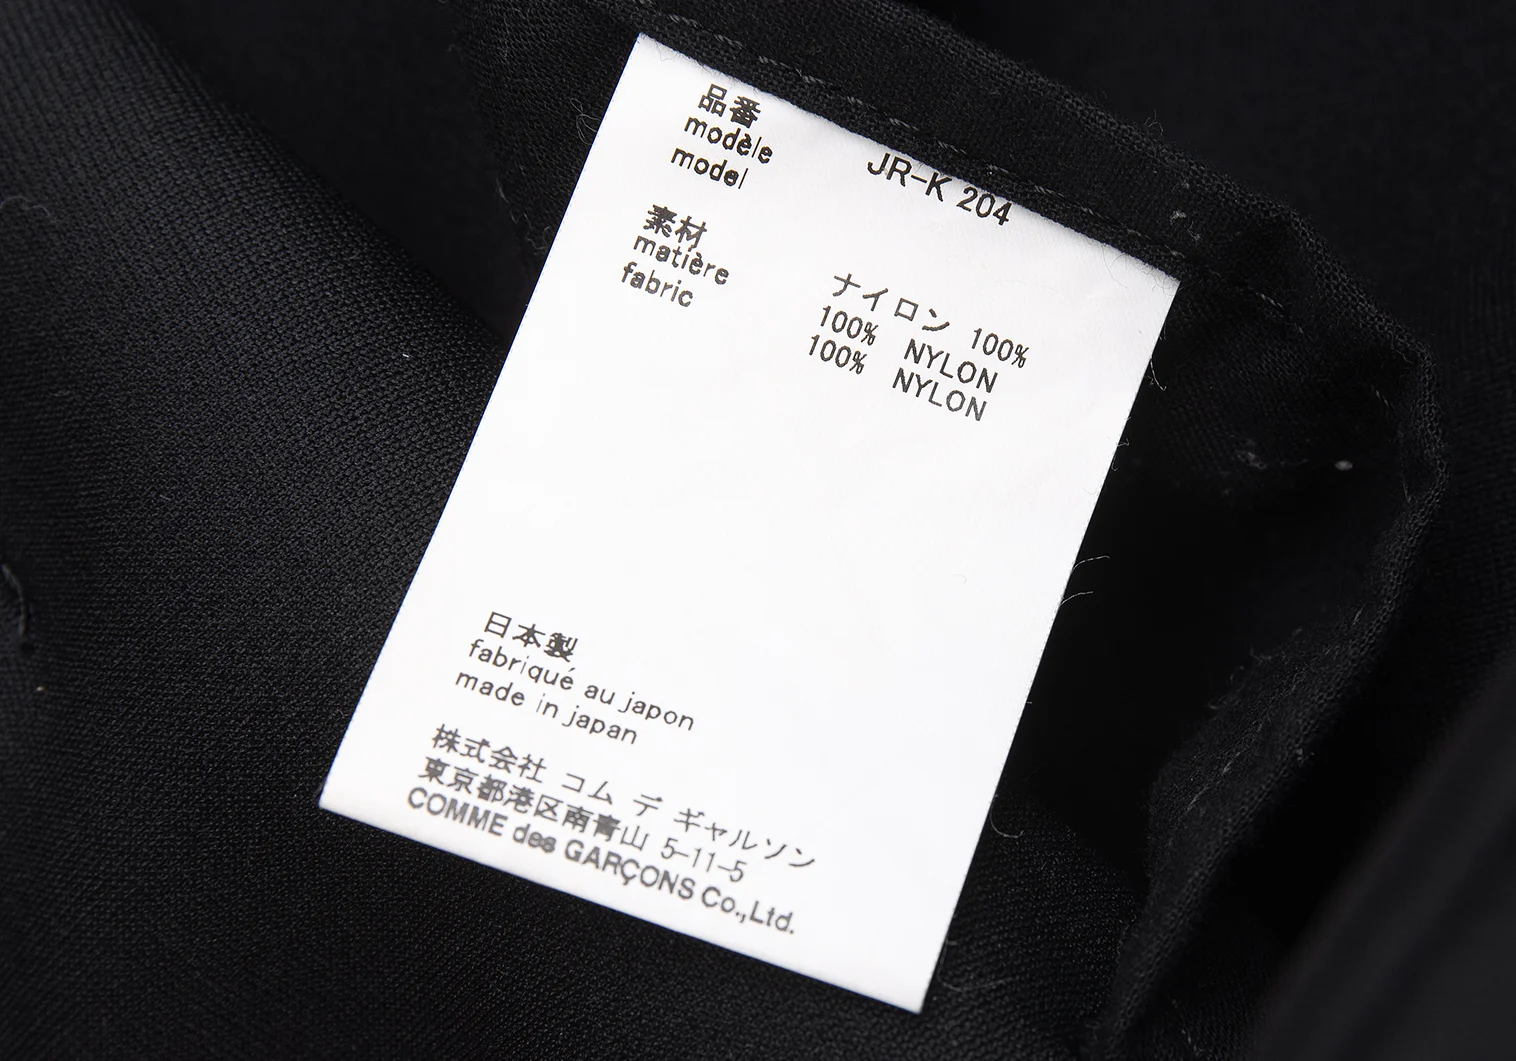 品番
modèle
model
JR-K 204
素材
matière
fabric
ナイロン 100%
100% NYLON
100% NYLON
日本製
fabriqué au japon
made in japan
株式会社 コム デ ギャルソン
東京都港区南青山 5-11-5
COMME des GARÇONS Co.,Ltd.